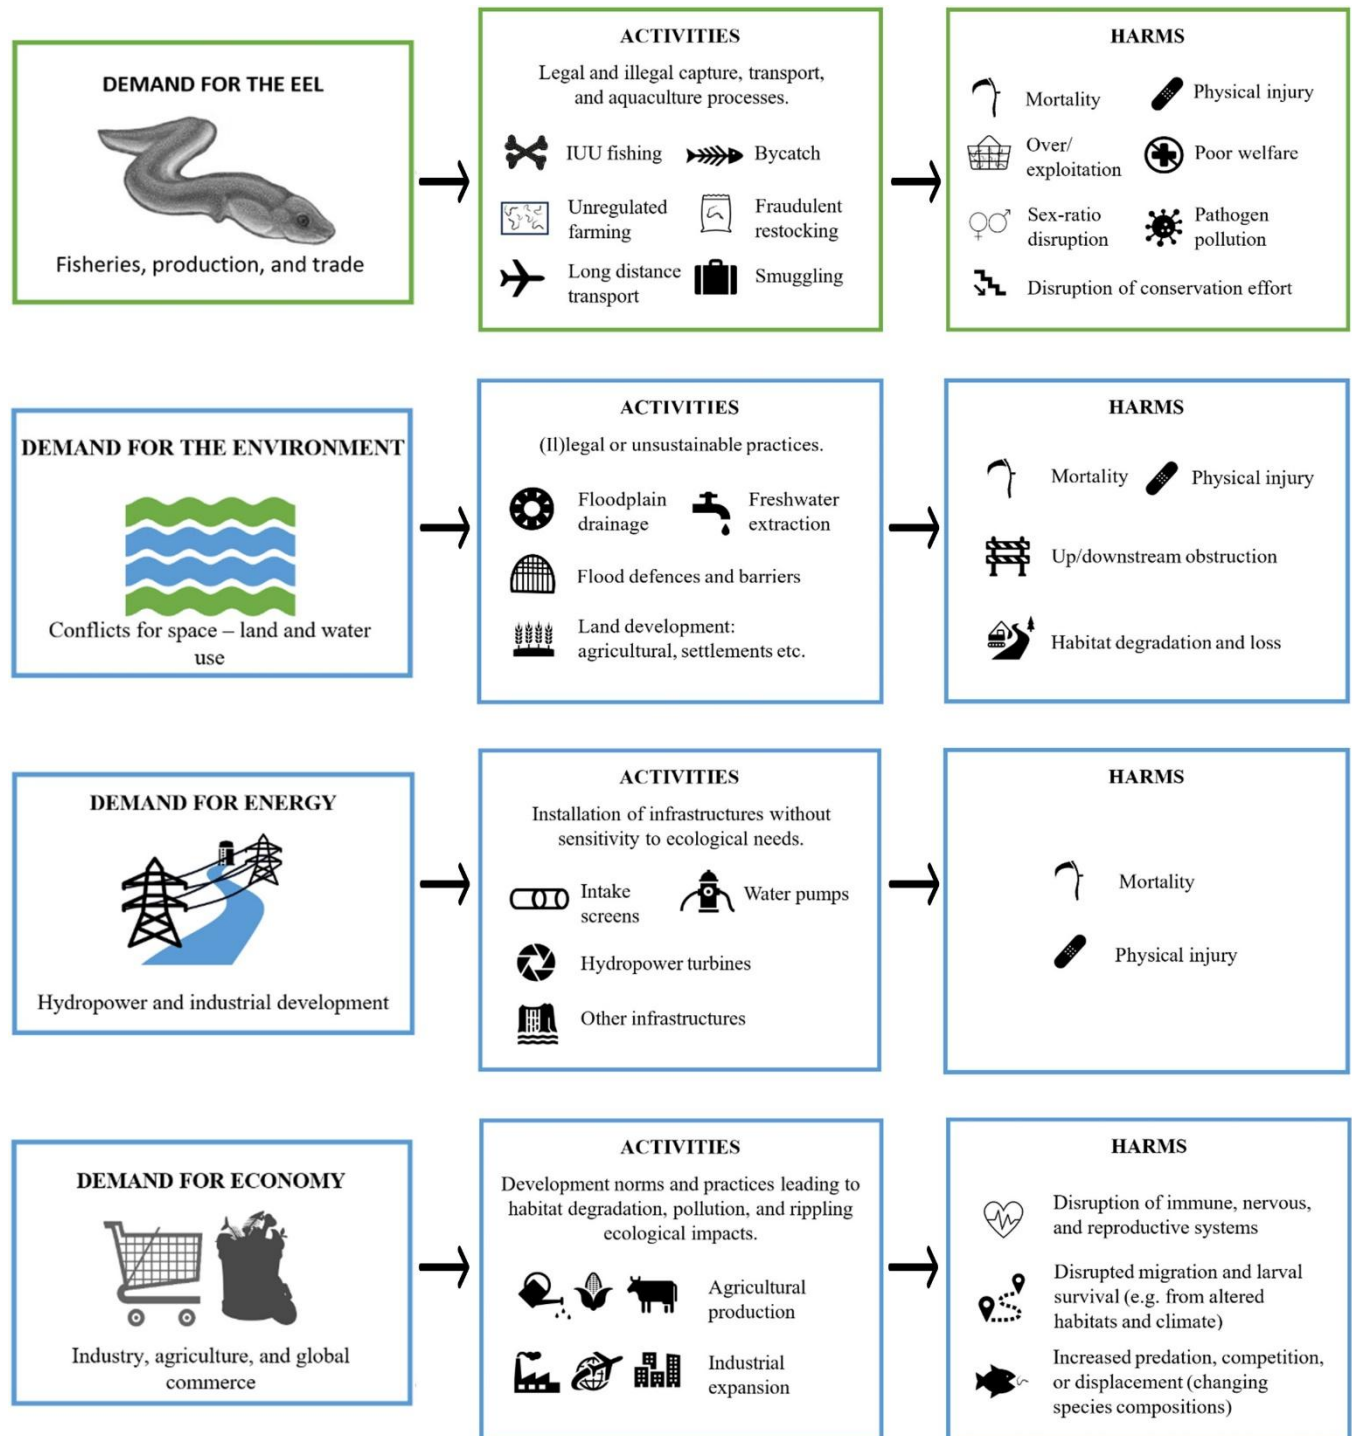 DEMAND FOR THE EEL
Fisheries, production, and trade
ACTIVITIES
Legal and illegal capture, transport,
and aquaculture processes.
IUU fishing
Bycatch
Unregulated
farming
Fraudulent
restocking
Long distance
transport
Smuggling
HARMS
Mortality
Physical injury
Over/
exploitation
Poor welfare
Sex-ratio
disruption
Pathogen
pollution
Disruption of conservation effort
DEMAND FOR THE ENVIRONMENT
Conflicts for space – land and water
use
ACTIVITIES
(Il)legal or unsustainable practices.
Floodplain
drainage
Freshwater
extraction
Flood defences and barriers
Land development:
agricultural, settlements etc.
HARMS
Mortality
Physical injury
Up/downstream obstruction
Habitat degradation and loss
DEMAND FOR ENERGY
Hydropower and industrial development
ACTIVITIES
Installation of infrastructures without
sensitivity to ecological needs.
Intake
screens
Water pumps
Hydropower turbines
Other infrastructures
HARMS
Mortality
Physical injury
DEMAND FOR ECONOMY
Industry, agriculture, and global
commerce
ACTIVITIES
Development norms and practices leading to
habitat degradation, pollution, and rippling
ecological impacts.
Agricultural
production
Industrial
expansion
HARMS
Disruption of immune, nervous,
and reproductive systems
Disrupted migration and larval
survival (e.g. from altered
habitats and climate)
Increased predation, competition,
or displacement (changing
species compositions)